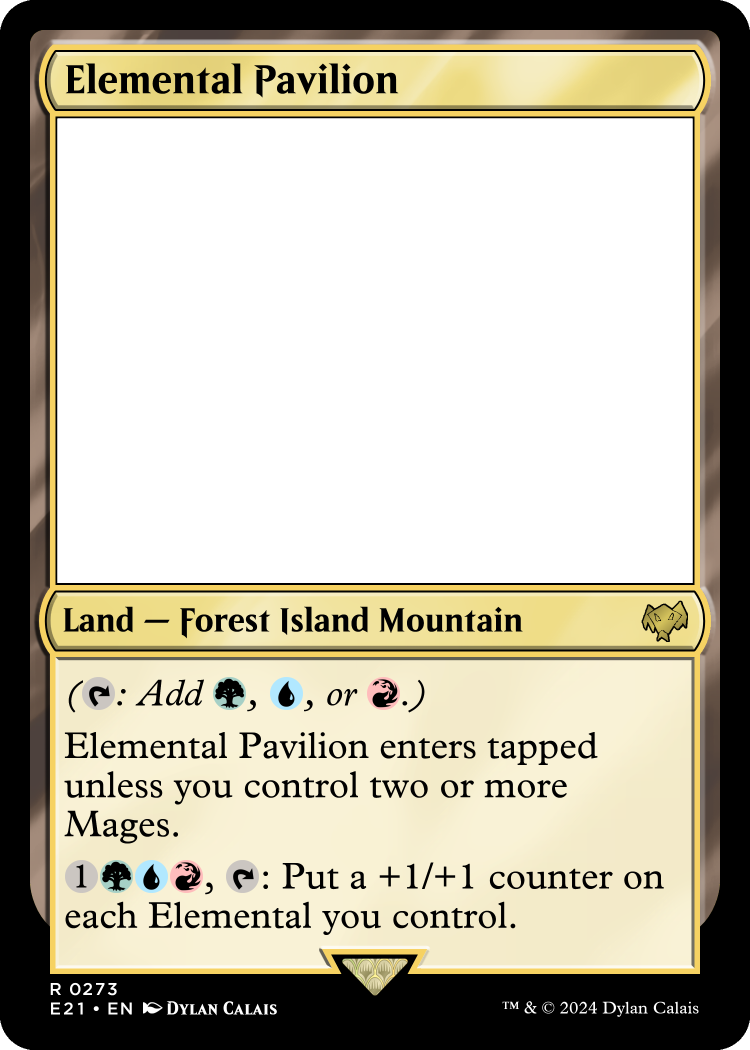 Elemental Pavilion
Land — Forest Island Mountain
(: Add , , or .)
Elemental Pavilion enters tapped
unless you control two or more
Mages.
1, : Put a +1/+1 counter on
each Elemental you control.
R 0273
E21 • EN Dylan Calais
™ & © 2024 Dylan Calais